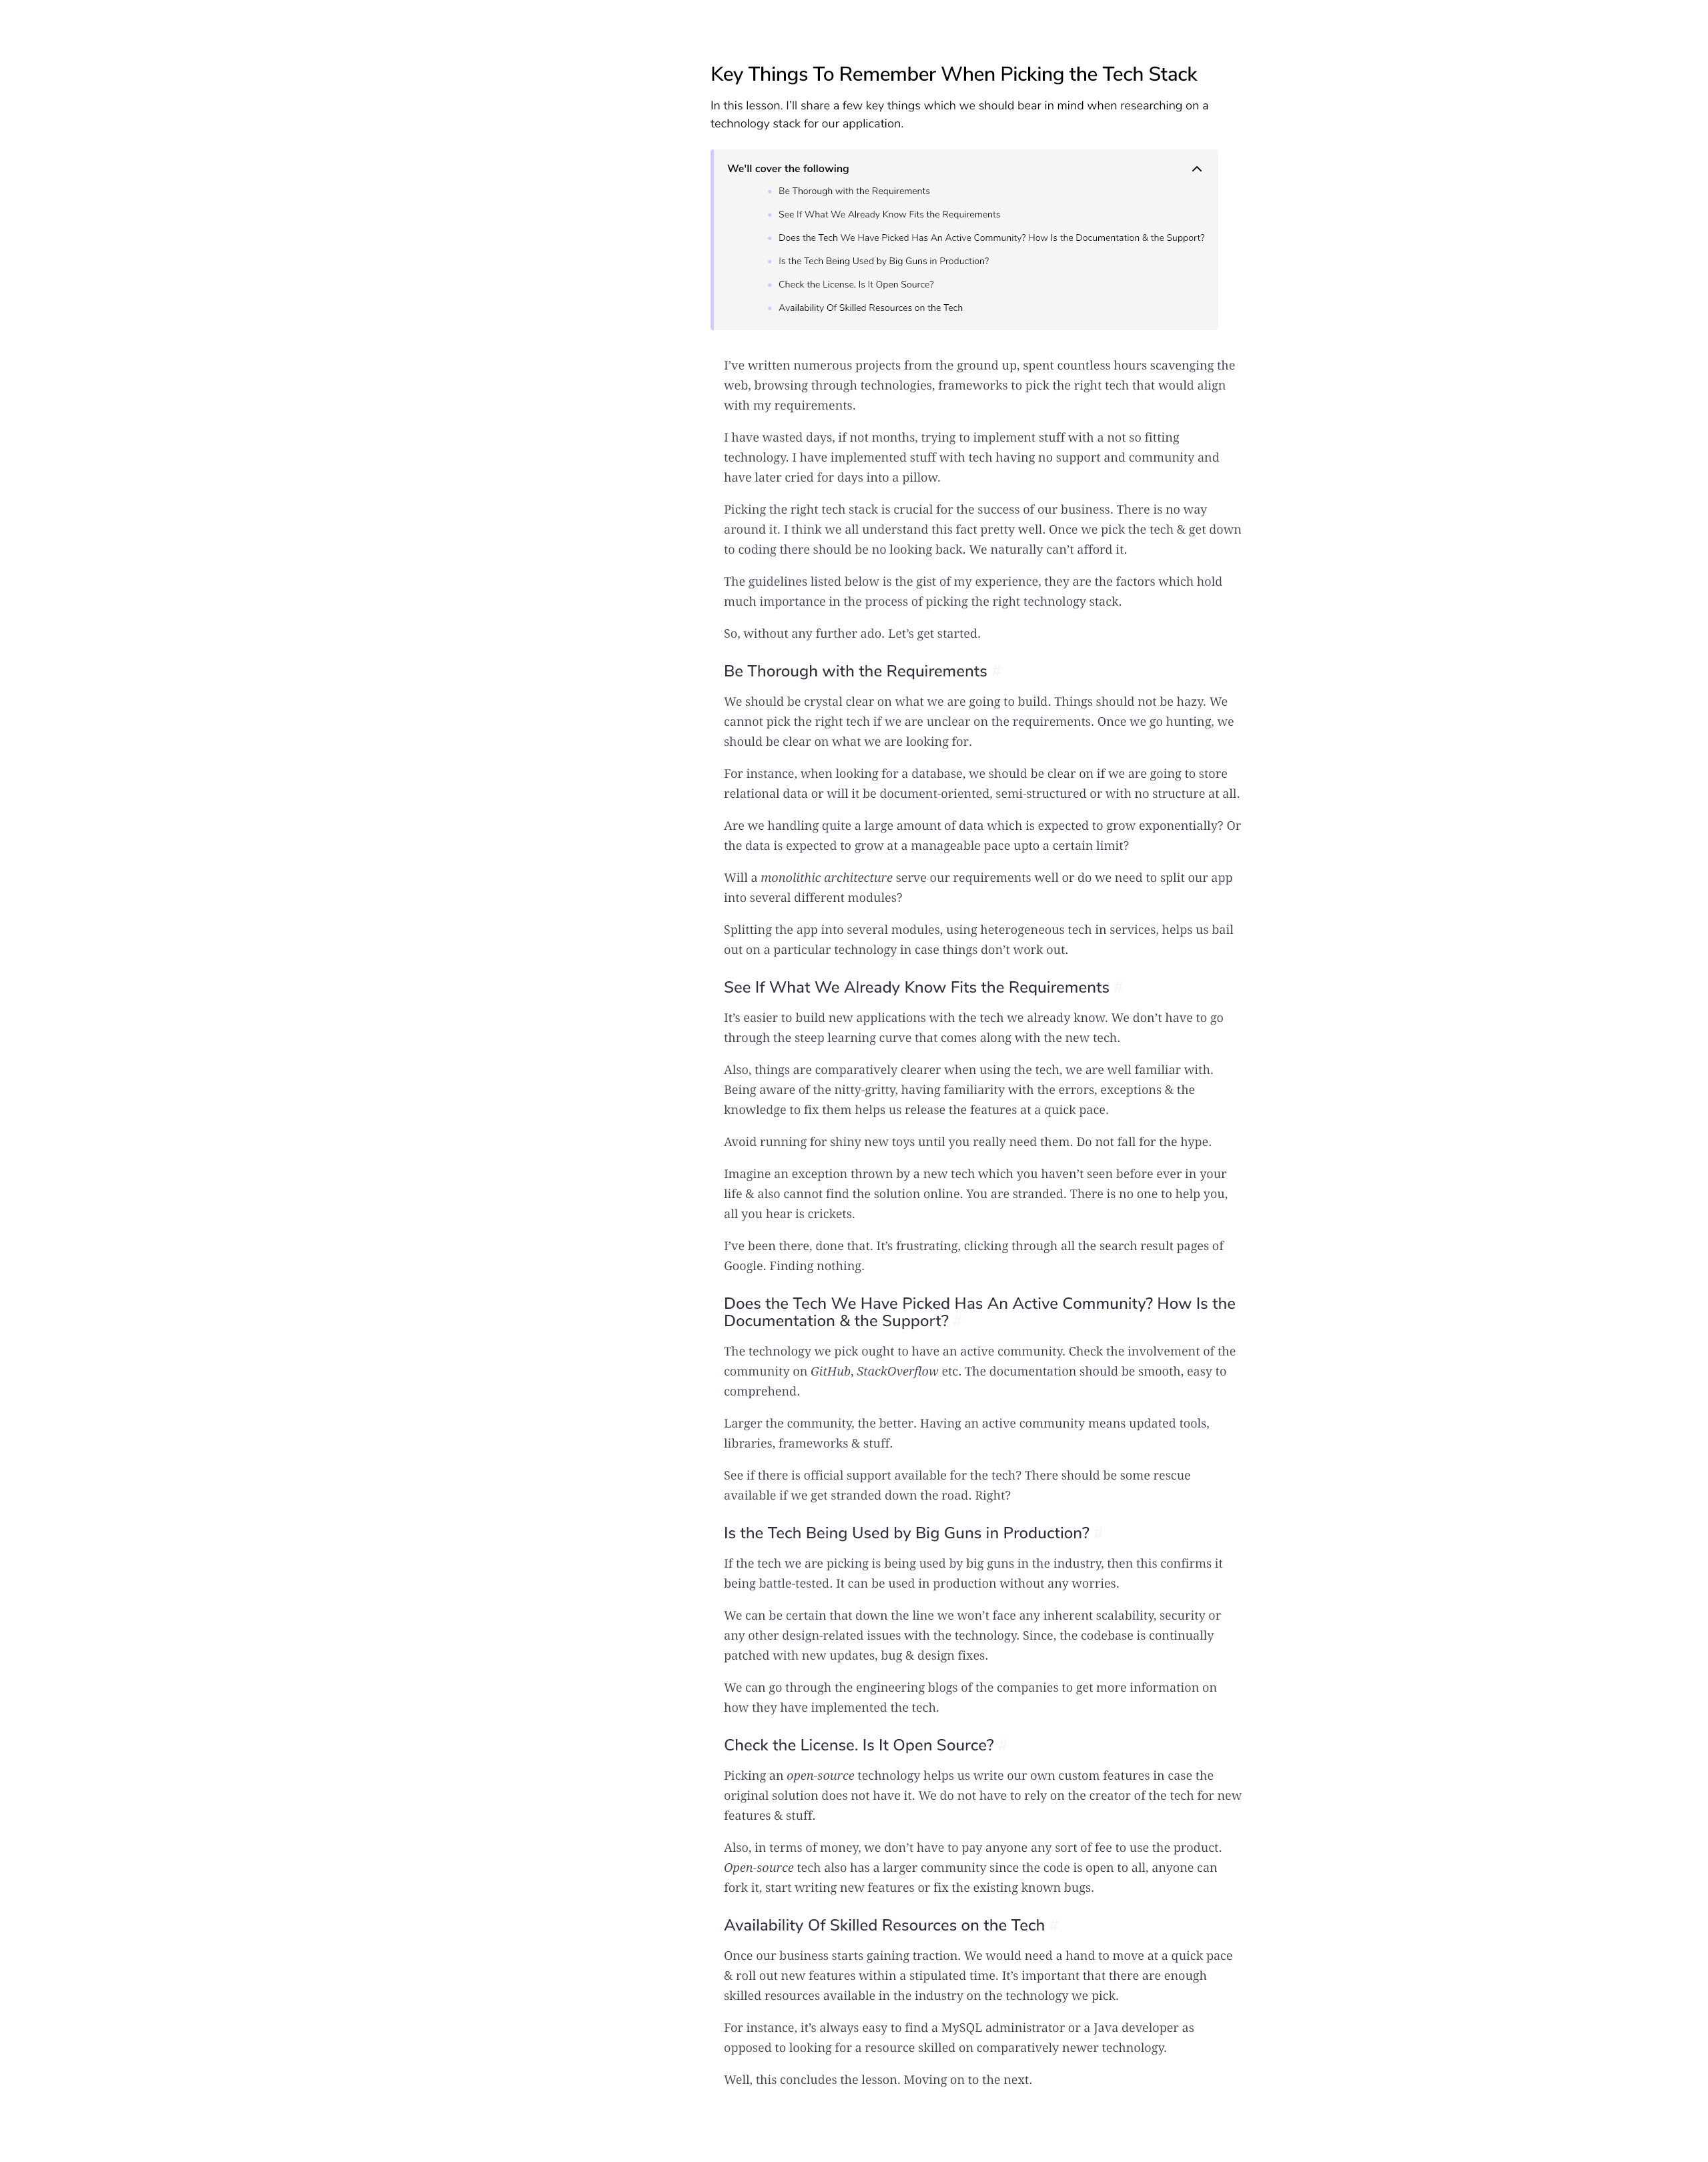 Key Things To Remember When Picking the Tech Stack
In this lesson. I'll share a few key things which we should bear in mind when researching on a
technology stack for our application.
We'll cover the following
Be Thorough with the Requirements
See If What We Already Know Fits the Requirements
Does the Tech We Have Picked Has An Active Community? How Is the Documentation & the Support?
Is the Tech Being Used by Big Guns in Production?
Check the License. Is It Open Source?
Availability Of Skilled Resources on the Tech
I've written numerous projects from the ground up, spent countless hours scavenging the
web, browsing through technologies, frameworks to pick the right tech that would align
with my requirements.
I have wasted days, if not months, trying to implement stuff with a not so fitting
technology. I have implemented stuff with tech having no support and community and
have later cried for days into a pillow.
Picking the right tech stack is crucial for the success of our business. There is no way
around it. I think we all understand this fact pretty well. Once we pick the tech & get down
to coding there should be no looking back. We naturally can't afford it.
The guidelines listed below is the gist of my experience, they are the factors which hold
much importance in the process of picking the right technology stack.
So, without any further ado. Let's get started.
Be Thorough with the Requirements #
We should be crystal clear on what we are going to build. Things should not be hazy. We
cannot pick the right tech if we are unclear on the requirements. Once we go hunting, we
should be clear on what we are looking for.
For instance, when looking for a database, we should be clear on if we are going to store
relational data or will it be document-oriented, semi-structured or with no structure at all.
Are we handling quite a large amount of data which is expected to grow exponentially? Or
the data is expected to grow at a manageable pace upto a certain limit?
Will a monolithic architecture serve our requirements well or do we need to split our app
into several different modules?
Splitting the app into several modules, using heterogeneous tech in services, helps us bail
out on a particular technology in case things don't work out.
See If What We Already Know Fits the Requirements #
It's easier to build new applications with the tech we already know. We don't have to go
through the steep learning curve that comes along with the new tech.
Also, things are comparatively clearer when using the tech, we are well familiar with.
Being aware of the nitty-gritty, having familiarity with the errors, exceptions & the
knowledge to fix them helps us release the features at a quick pace.
Avoid running for shiny new toys until you really need them. Do not fall for the hype.
Imagine an exception thrown by a new tech which you haven't seen before ever in your
life & also cannot find the solution online. You are stranded. There is no one to help you,
all you hear is crickets.
I've been there, done that. It's frustrating, clicking through all the search result pages of
Google. Finding nothing.
Does the Tech We Have Picked Has An Active Community? How Is the
Documentation & the Support? #
The technology we pick ought to have an active community. Check the involvement of the
community on GitHub, StackOverflow etc. The documentation should be smooth, easy to
comprehend.
Larger the community, the better. Having an active community means updated tools,
libraries, frameworks & stuff.
See if there is official support available for the tech? There should be some rescue
available if we get stranded down the road. Right?
Is the Tech Being Used by Big Guns in Production? #
If the tech we are picking is being used by big guns in the industry, then this confirms it
being battle-tested. It can be used in production without any worries.
We can be certain that down the line we won't face any inherent scalability, security or
any other design-related issues with the technology. Since, the codebase is continually
patched with new updates, bug & design fixes.
We can go through the engineering blogs of the companies to get more information on
how they have implemented the tech.
Check the License. Is It Open Source? #
Picking an open-source technology helps us write our own custom features in case the
original solution does not have it. We do not have to rely on the creator of the tech for new
features & stuff.
Also, in terms of money, we don't have to pay anyone any sort of fee to use the product.
Open-source tech also has a larger community since the code is open to all, anyone can
fork it, start writing new features or fix the existing known bugs.
Availability Of Skilled Resources on the Tech #
Once our business starts gaining traction. We would need a hand to move at a quick pace
& roll out new features within a stipulated time. It's important that there are enough
skilled resources available in the industry on the technology we pick.
For instance, it's always easy to find a MySQL administrator or a Java developer as
opposed to looking for a resource skilled on comparatively newer technology.
Well, this concludes the lesson. Moving on to the next.